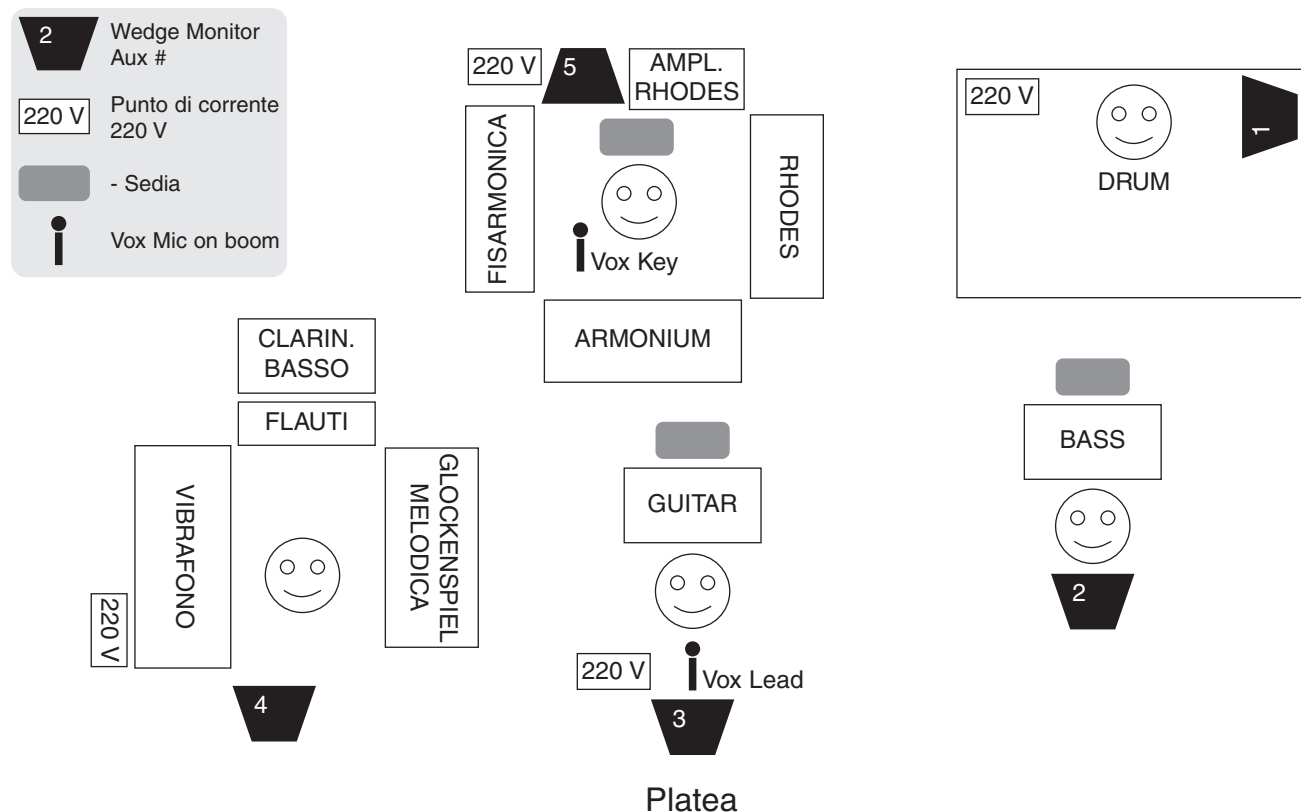 2
Wedge Monitor
Aux #
220 V
Punto di corrente
220 V
- Sedia
Vox Mic on boom
220 V
5
AMPL.
RHODES
FISARMONICA
RHODES
Vox Key
ARMONIUM
220 V
1
DRUM
CLARIN.
BASSO
FLAUTI
VIBRAFONO
GLOCKENSPIEL
MELODICA
220 V
4
GUITAR
220 V
Vox Lead
3
BASS
2
Platea